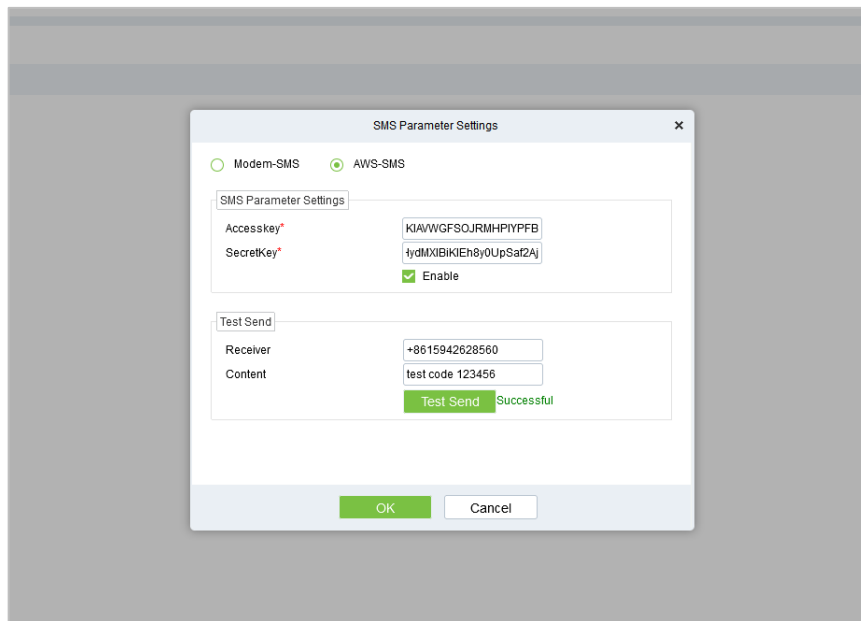 SMS Parameter Settings ×
Modem-SMS AWS-SMS
SMS Parameter Settings
Accesskey* KIAVWGFSOJRMHPIYPFB
SecretKey*
Enable
Test Send
Receiver +8615942628560
Content test code 123456
Test Send Successful
OK Cancel